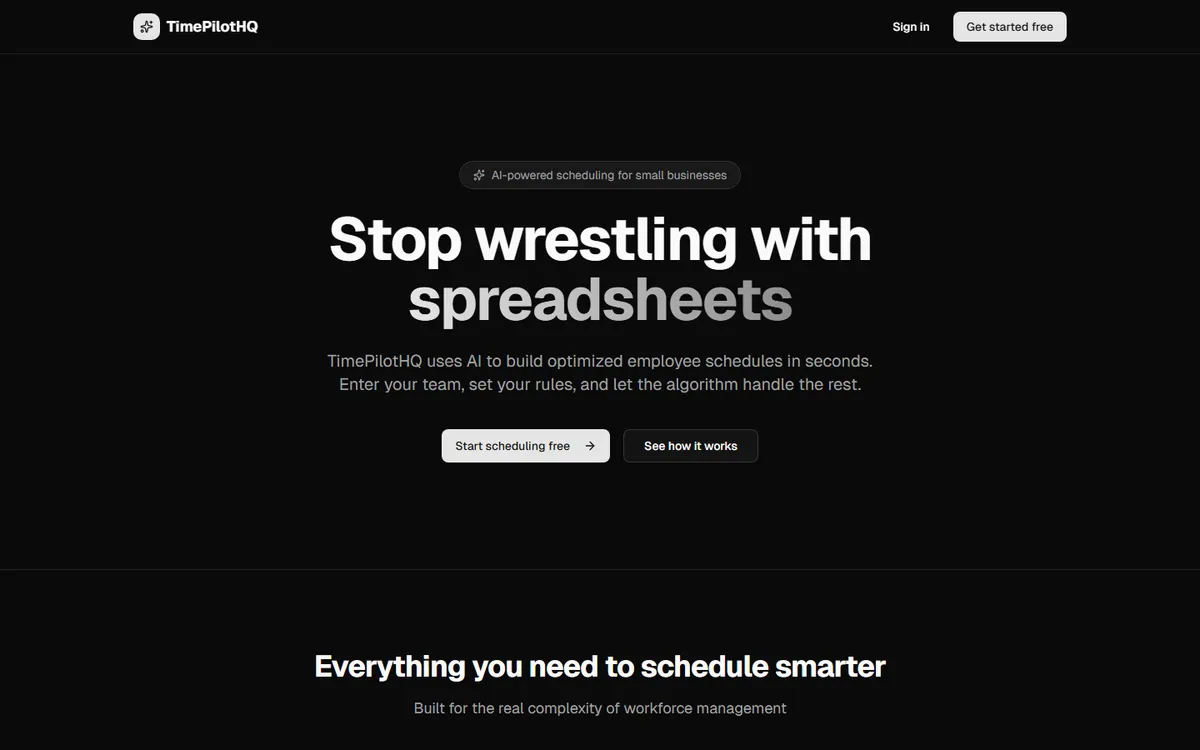 TimePilotHQ
Sign in
Get started free
AI-powered scheduling for small businesses
Stop wrestling with
spreadsheets
TimePilotHQ uses AI to build optimized employee schedules in seconds.
Enter your team, set your rules, and let the algorithm handle the rest.
Start scheduling free →
See how it works
Everything you need to schedule smarter
Built for the real complexity of workforce management